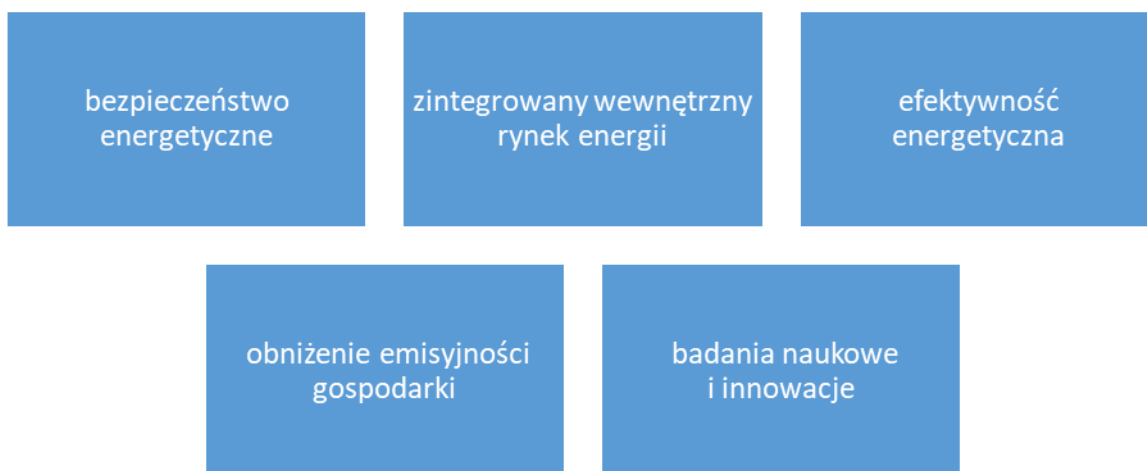 bezpieczeństwo
energetyczne
zintegrowany wewnętrzny
rynek energii
efektywność
energetyczna
obniżenie emisyjności
gospodarki
badania naukowe
i innowacje